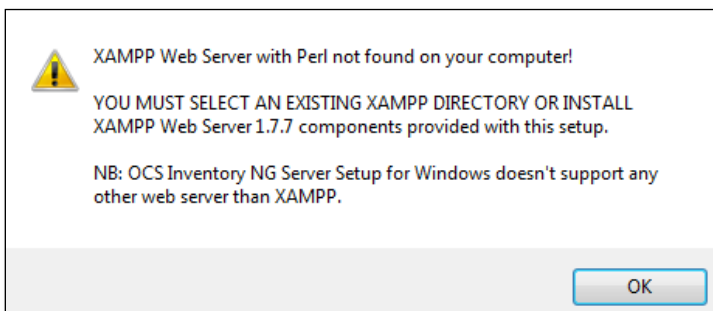 XAMPP Web Server with Perl not found on your computer!
YOU MUST SELECT AN EXISTING XAMPP DIRECTORY OR INSTALL
XAMPP Web Server 1.7.7 components provided with this setup.
NB: OCS Inventory NG Server Setup for Windows doesn't support any
other web server than XAMPP.
OK